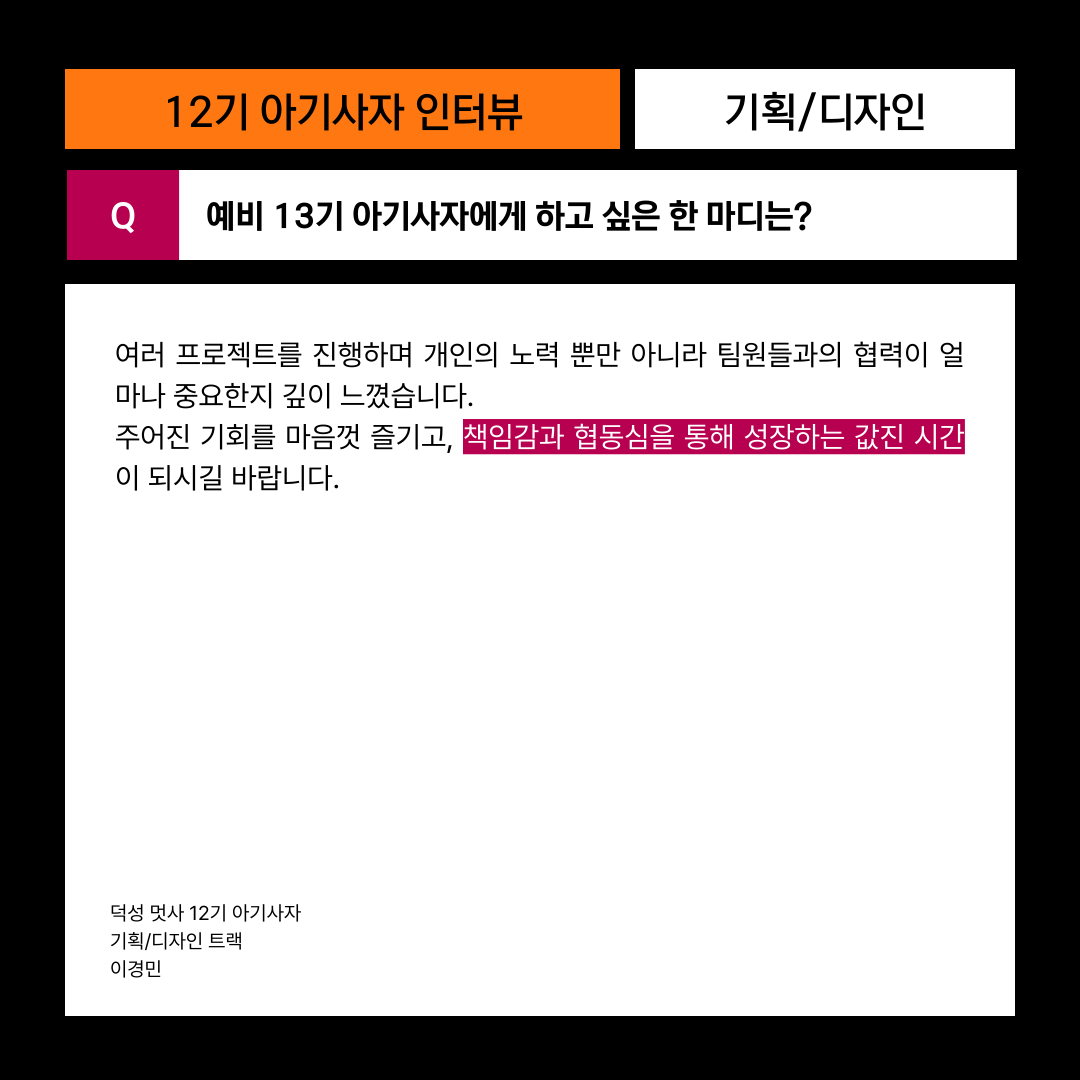 12기 아기사자 인터뷰
기획/디자인
Q
예비 13기 아기사자에게 하고 싶은 한 마디는?
여러 프로젝트를 진행하며 개인의 노력 뿐만 아니라 팀원들과의 협력이 얼
마나 중요한지 깊이 느꼈습니다.
주어진 기회를 마음껏 즐기고, 책임감과 협동심을 통해 성장하는 값진 시간
이 되시길 바랍니다.
덕성 멋사 12기 아기사자
기획/디자인 트랙
이경민